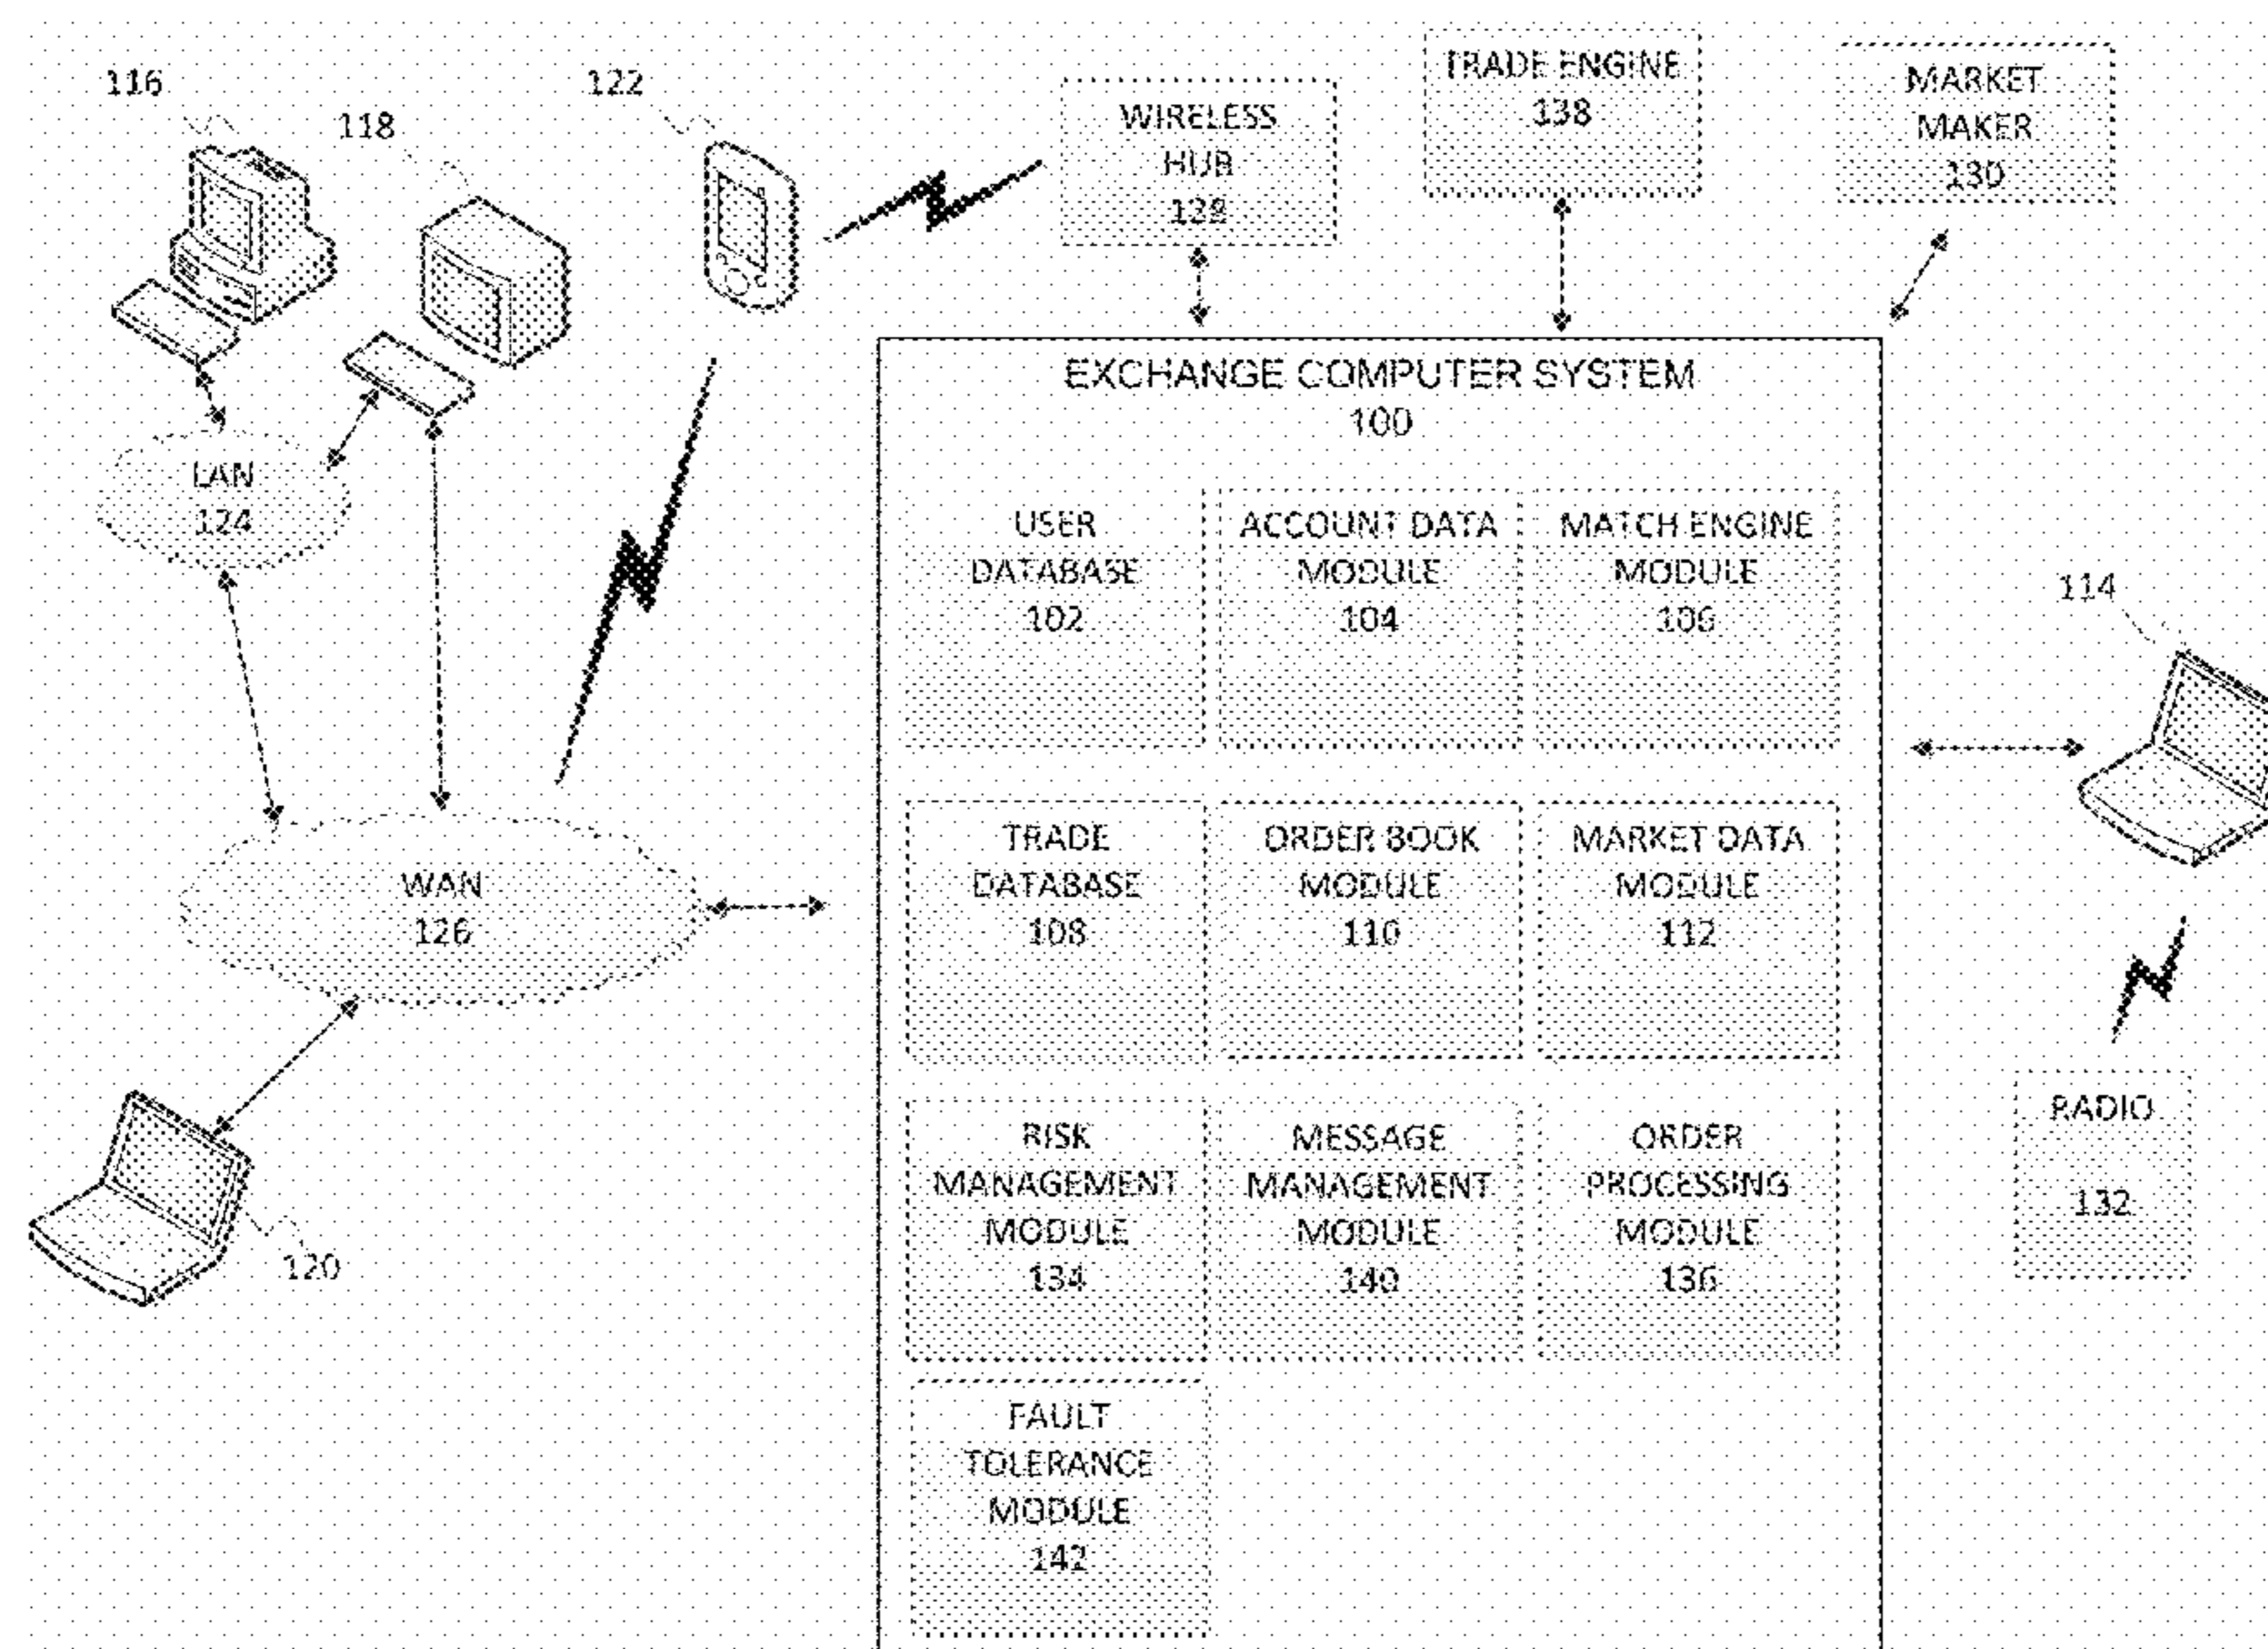 116
118
122
WIRELESS
HUB
128
TRADE ENGINE
138
MARKET
MAKER
130
LAN
124
EXCHANGE COMPUTER SYSTEM
100
USER
DATABASE
102
ACCOUNT DATA
MODULE
104
MATCH ENGINE
MODULE
106
114
TRADE
DATABASE
108
ORDER BOOK
MODULE
110
MARKET DATA
MODULE
112
WAN
126
RISK
MANAGEMENT
MODULE
134
MESSAGE
MANAGEMENT
MODULE
140
ORDER
PROCESSING
MODULE
136
RADIO
132
120
FAULT
TOLERANCE
MODULE
142